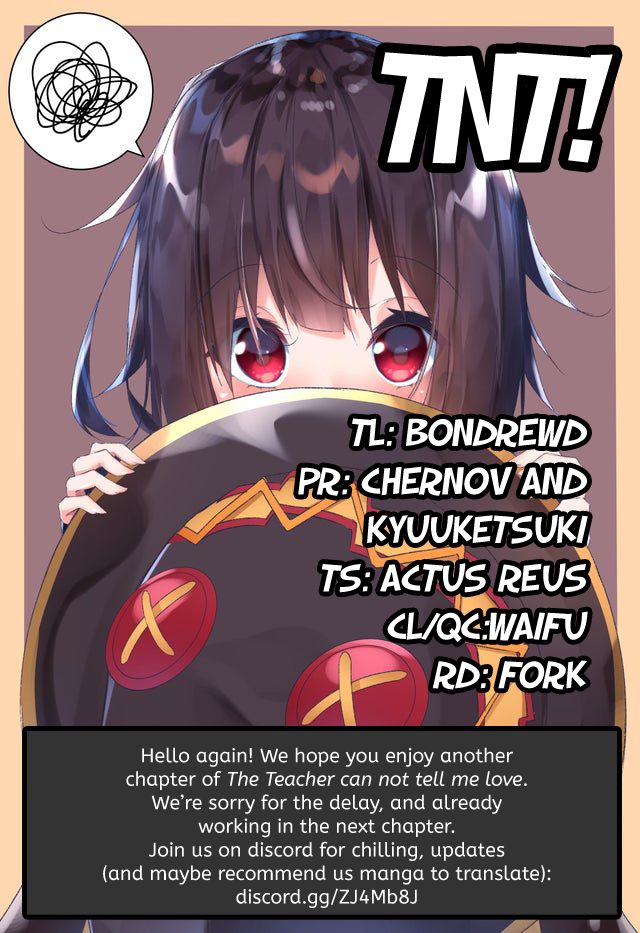 TNT!
TL: BONDREWD
PR: CHERNOV AND
KYUUKETSUKI
TS: ACTUS REUS
CL/QC:WAIFU
RD: FORK
Hello again! We hope you enjoy another
chapter of The Teacher can not tell me love.
We're sorry for the delay, and already
working in the next chapter.
Join us on discord for chilling, updates
(and maybe recommend us manga to translate):
discord.gg/ZJ4Mb8J